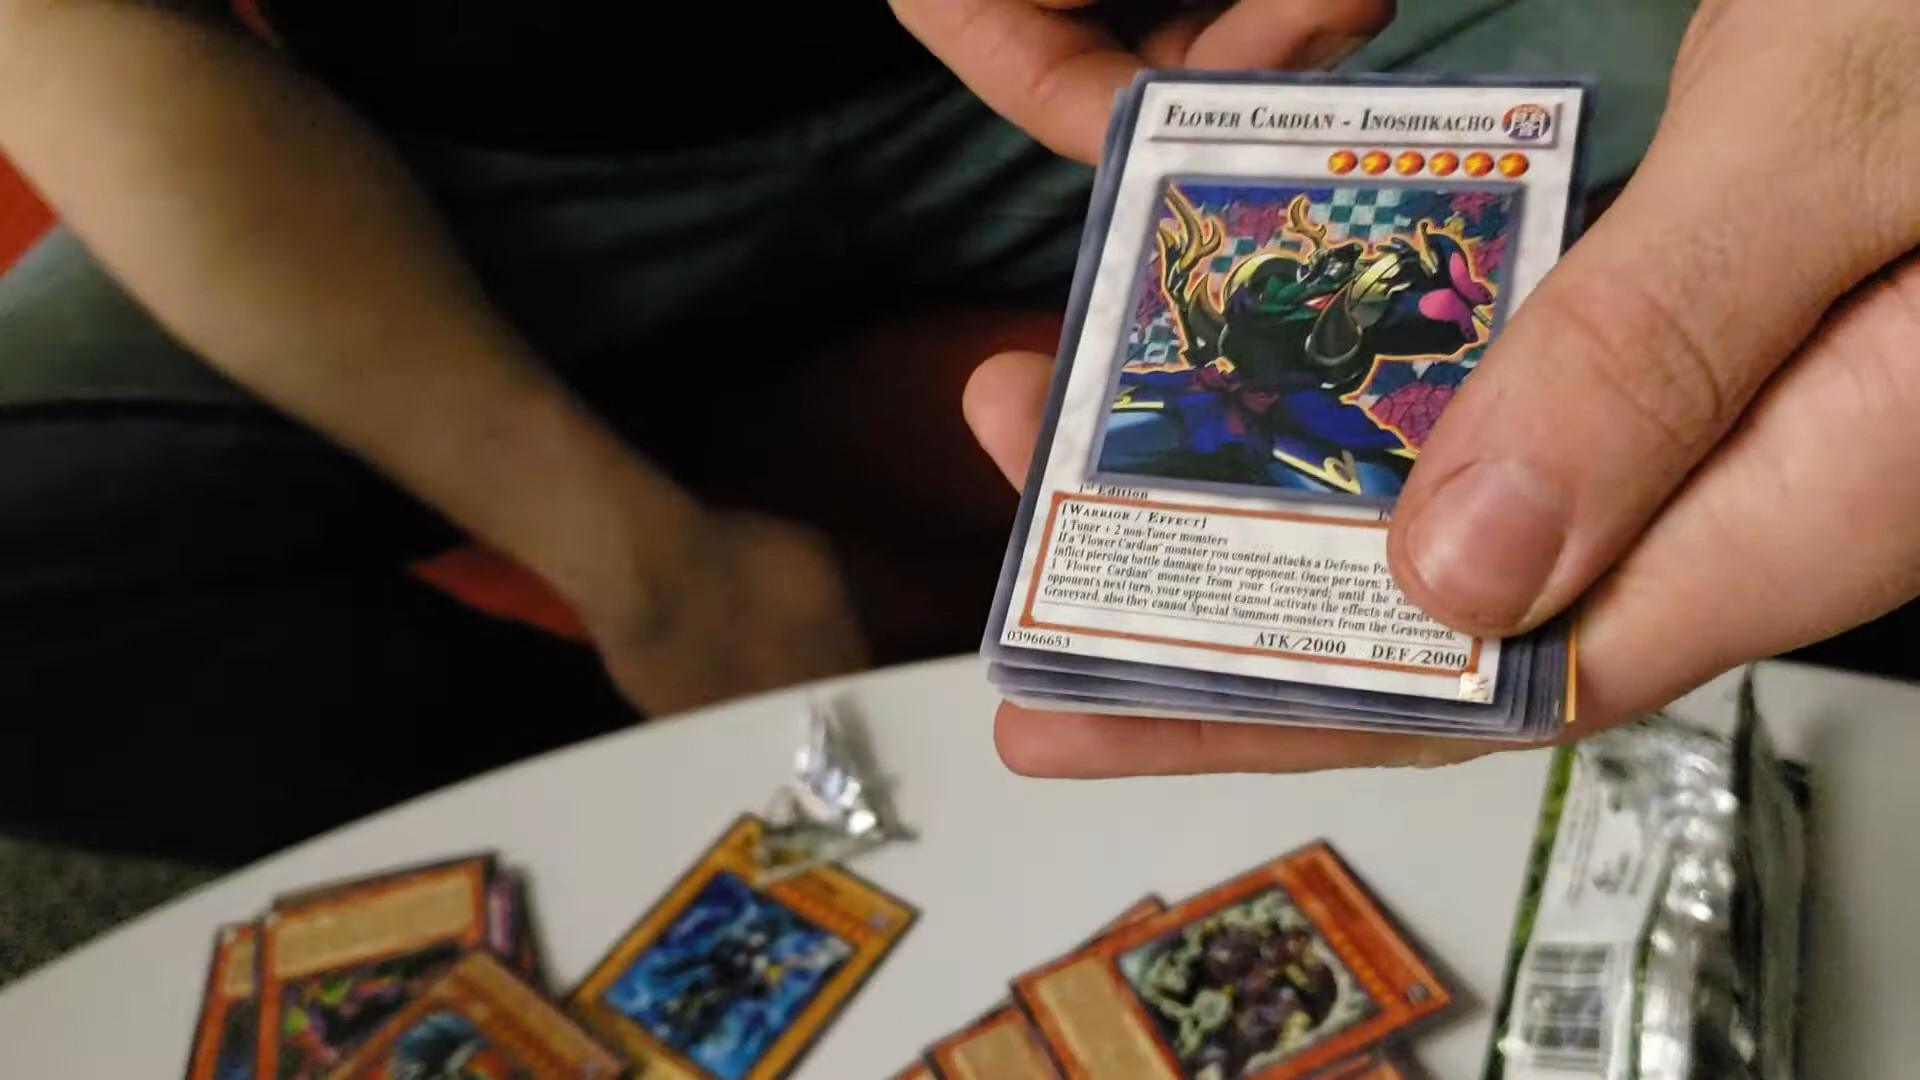 FLOWER CARDIAN - INOSHIKACHO
闇
1st Edition
[WARRIOR / EFFECT]
1 Tuner + 2 non-Tuner monsters
If a "Flower Cardian" monster you control attacks a Defense
inflict piercing battle damage to your opponent. Once per turn:
1 "Flower Cardian" monster from your Graveyard; until the
opponent's next turn, your opponent cannot activate the effects of cards
Graveyard, also they cannot Special Summon monsters from the Graveyard.
03966653 ATK/2000 DEF/2000